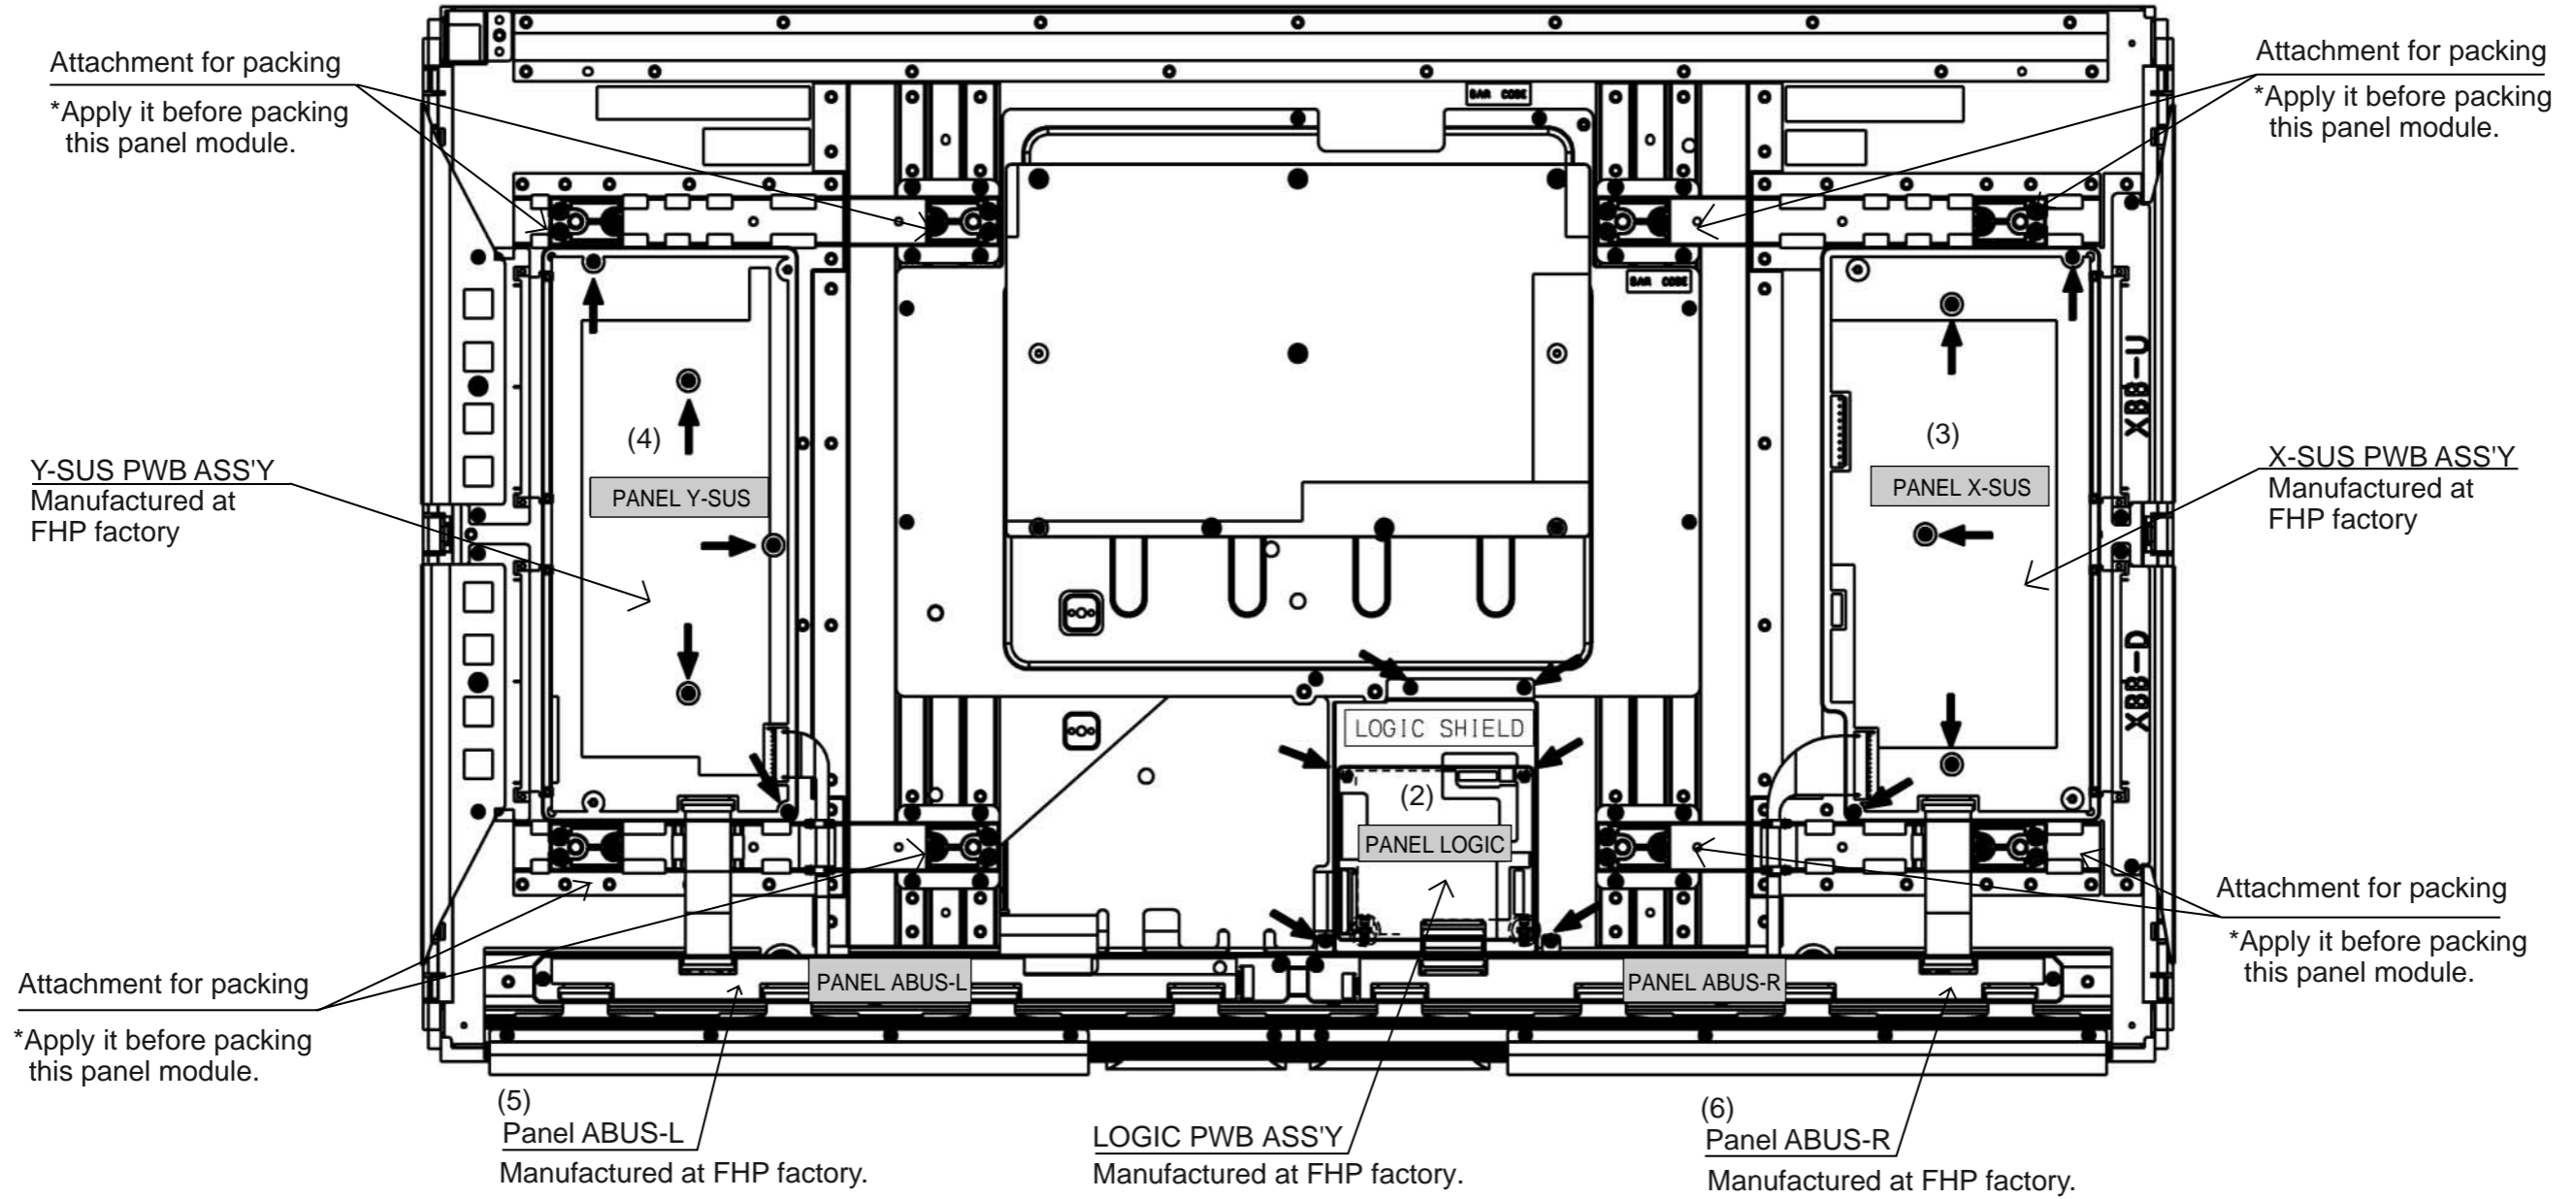 Attachment for packing
*Apply it before packing
this panel module.
Attachment for packing
*Apply it before packing
this panel module.
BAR CODE
BAR CODE
XBB-U
XBB-D
(4)
PANEL Y-SUS
Y-SUS PWB ASS'Y
Manufactured at
FHP factory
(3)
PANEL X-SUS
X-SUS PWB ASS'Y
Manufactured at
FHP factory
LOGIC SHIELD
(2)
PANEL LOGIC
PANEL ABUS-L
PANEL ABUS-R
Attachment for packing
*Apply it before packing
this panel module.
Attachment for packing
*Apply it before packing
this panel module.
(5)
Panel ABUS-L
Manufactured at FHP factory.
LOGIC PWB ASS'Y
Manufactured at FHP factory.
(6)
Panel ABUS-R
Manufactured at FHP factory.